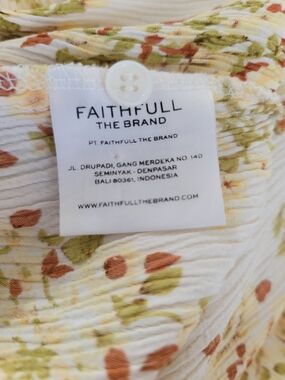 FAITHFULL
THE BRAND
PT. FAITHFULL THE BRAND
JL. DRUPADI, GANG MERDEKA NO. 14D
SEMINYAK - DENPASAR
BALI 80361, INDONESIA
WWW.FAITHFULLTHEBRAND.COM